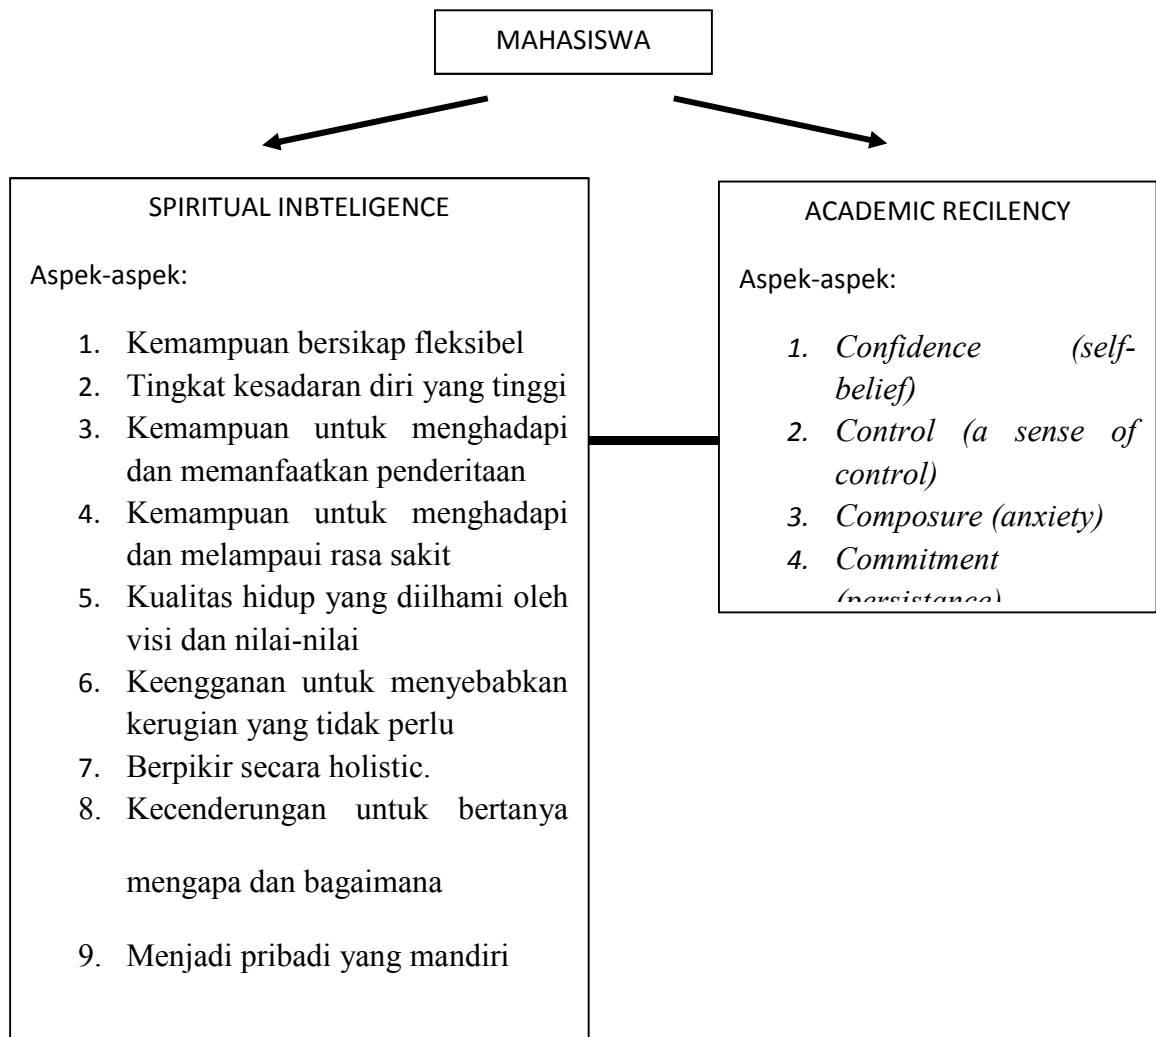 MAHASISWA
SPIRITUAL INBTELIGENCE
Aspek-aspek:
1. Kemampuan bersikap fleksibel
2. Tingkat kesadaran diri yang tinggi
3. Kemampuan untuk menghadapi
dan memanfaatkan penderitaan
4. Kemampuan untuk menghadapi
dan melampaui rasa sakit
5. Kualitas hidup yang diilhami oleh
visi dan nilai-nilai
6. Keengganan untuk menyebabkan
kerugian yang tidak perlu
7. Berpikir secara holistic.
8. Kecenderungan untuk bertanya
mengapa dan bagaimana
9. Menjadi pribadi yang mandiri
ACADEMIC RECILENCY
Aspek-aspek:
1. Confidence (self-
belief)
2. Control (a sense of
control)
3. Composure (anxiety)
4. Commitment
(persistance)